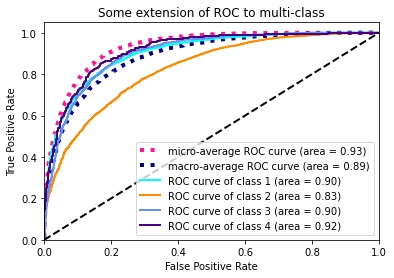 Some extension of ROC to multi-class
True Positive Rate
1.0
0.8
0.6
0.4
0.2
0.0
micro-average ROC curve (area = 0.93)
macro-average ROC curve (area = 0.89)
ROC curve of class 1 (area = 0.90)
ROC curve of class 2 (area = 0.83)
ROC curve of class 3 (area = 0.90)
ROC curve of class 4 (area = 0.92)
0.0 0.2 0.4 0.6 0.8 1.0
False Positive Rate